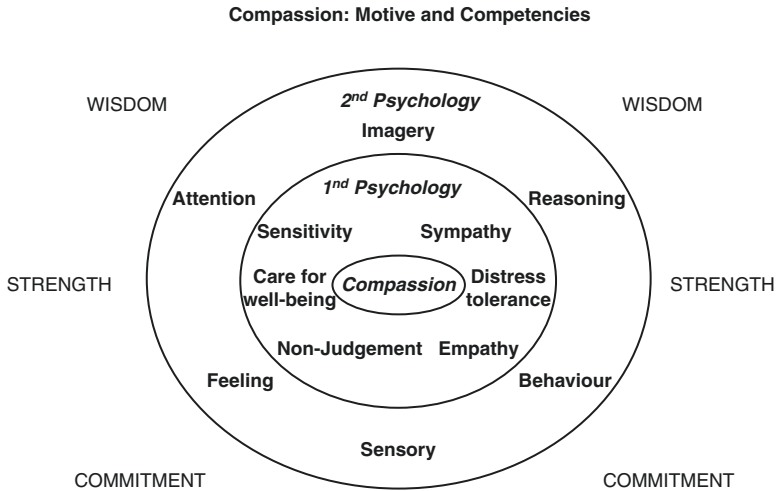 Compassion: Motive and Competencies
WISDOM
WISDOM
2nd Psychology
Imagery
1nd Psychology
Attention
Reasoning
Sensitivity
Sympathy
STRENGTH
Care for
well-being
Compassion
Distress
tolerance
STRENGTH
Non-Judgement
Empathy
Feeling
Behaviour
Sensory
COMMITMENT
COMMITMENT